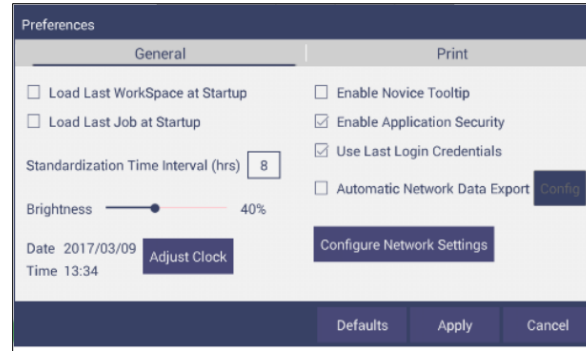 Preferences
General
Print
Load Last WorkSpace at Startup
Load Last Job at Startup
Standardization Time Interval (hrs) 8
Brightness 40%
Date 2017/03/09
Time 13:34
Adjust Clock
Enable Novice Tooltip
Enable Application Security
Use Last Login Credentials
Automatic Network Data Export Config
Configure Network Settings
Defaults Apply Cancel